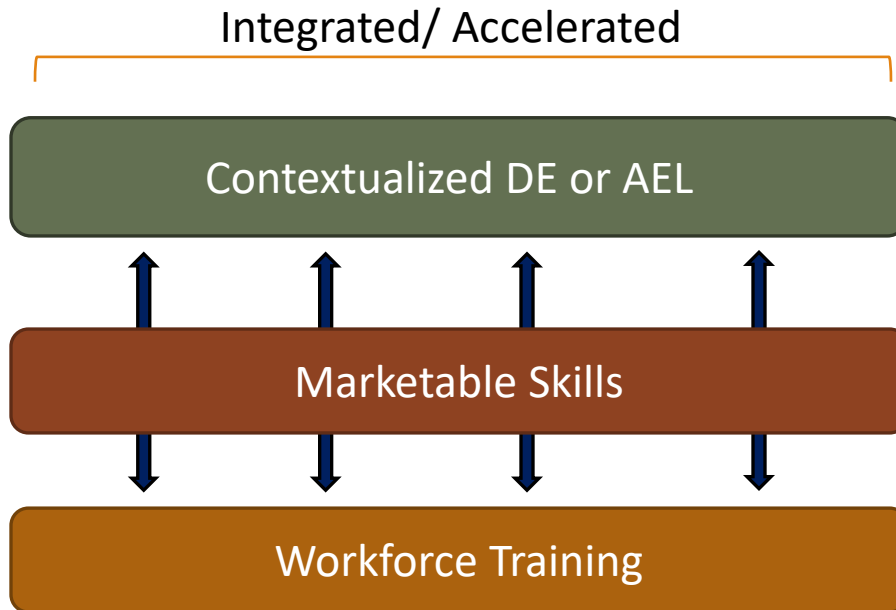 Integrated/ Accelerated
Contextualized DE or AEL
Marketable Skills
Workforce Training